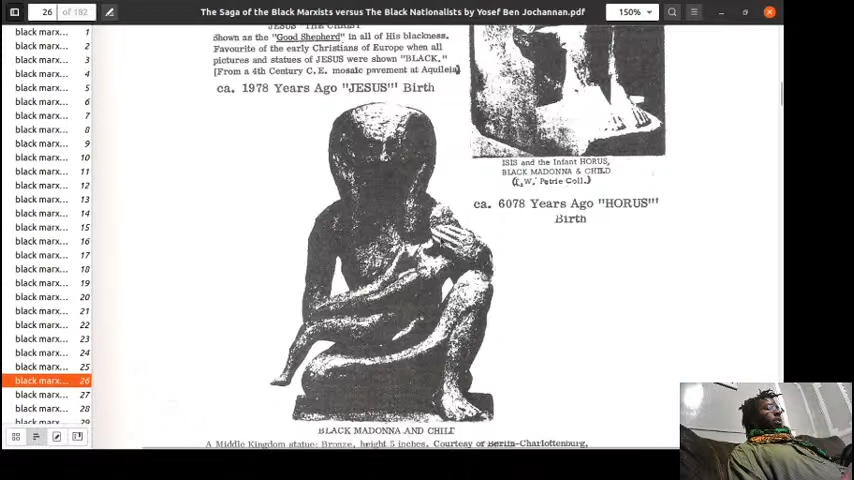 26 of 182
The Saga of the Black Marxists versus The Black Nationalists by Yosef Ben Jochannan.pdf
150%
black marx... 1
black marx... 2
black marx... 3
black marx... 4
black marx... 5
black marx... 6
black marx... 7
black marx... 8
black marx... 9
black marx... 10
black marx... 11
black marx... 12
black marx... 13
black marx... 14
black marx... 15
black marx... 16
black marx... 17
black marx... 18
black marx... 19
black marx... 20
black marx... 21
black marx... 22
black marx... 23
black marx... 24
black marx... 25
black marx... 26
black marx... 27
black marx... 28
black marx... 29
JESUS "THE CHRIST"
Shown as the "Good Shepherd" in all of His blackness.
Favourite of the early Christians of Europe when all
pictures and statues of JESUS were shown "BLACK."
[From a 4th Century C.E. mosaic pavement at Aquileia]
ca. 1978 Years Ago "JESUS'" Birth
ISIS and the Infant HORUS,
BLACK MADONNA & CHILD
(F.W. Petrie Coll.)
ca. 6078 Years Ago "HORUS'"
Birth
BLACK MADONNA AND CHILD
A Middle Kingdom statue: Bronze, height 5 inches. Courtesy of Berlin-Charlottenburg,